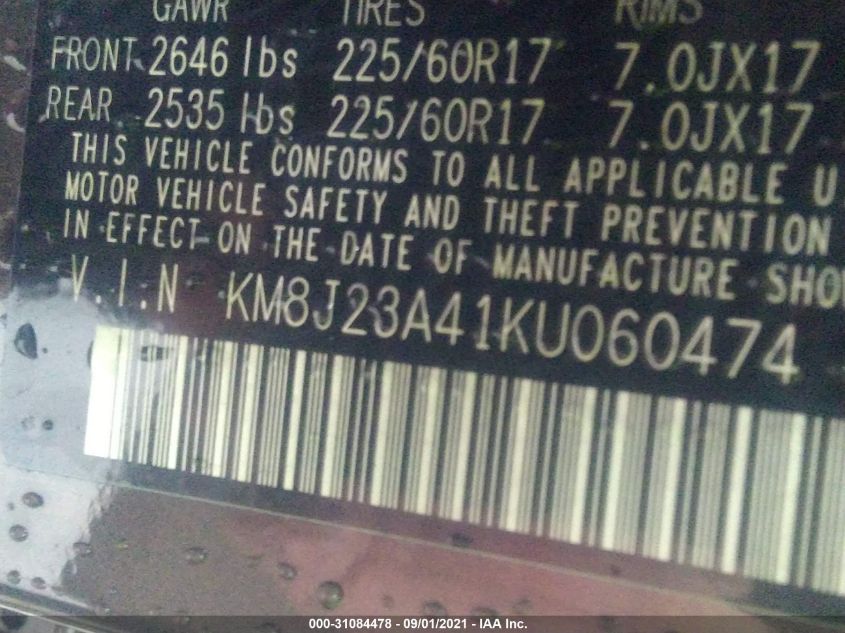 GAWR TIRES RIMS
FRONT 2646 lbs 225/60R17 7.0JX17
REAR 2535 lbs 225/60R17 7.0JX17
THIS VEHICLE CONFORMS TO ALL APPLICABLE U
MOTOR VEHICLE SAFETY AND THEFT PREVENTION
IN EFFECT ON THE DATE OF MANUFACTURE SHO
V.I.N KM8J23A41KU060474
000-31084478 - 09/01/2021 - IAA Inc.